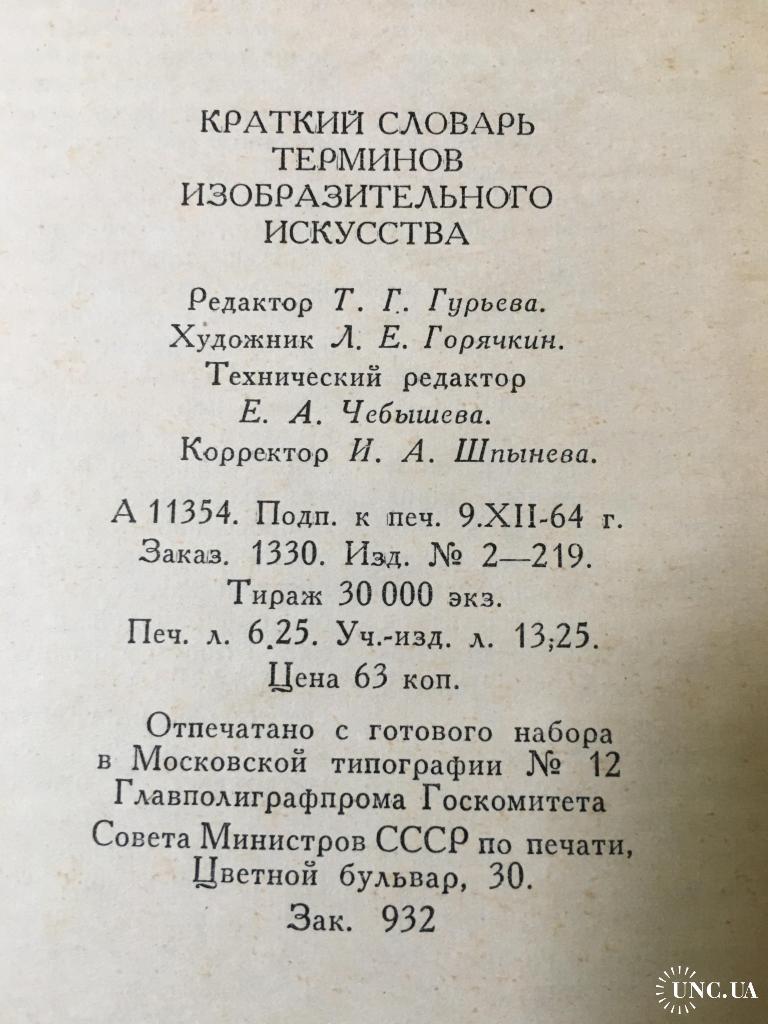 КРАТКИЙ СЛОВАРЬ
ТЕРМИНОВ
ИЗОБРАЗИТЕЛЬНОГО
ИСКУССТВА
Редактор Т. Г. Гурьева.
Художник Л. Е. Горячкин.
Технический редактор
Е. А. Чебышева.
Корректор И. А. Шпынева.
А 11354. Подп. к печ. 9.XII-64 г.
Заказ. 1330. Изд. № 2—219.
Тираж 30 000 экз.
Печ. л. 6.25. Уч.-изд. л. 13,25.
Цена 63 коп.
Отпечатано с готового набора
в Московской типографии № 12
Главполиграфпрома Госкомитета
Совета Министров СССР по печати,
Цветной бульвар, 30.
Зак. 932
UNC.UA